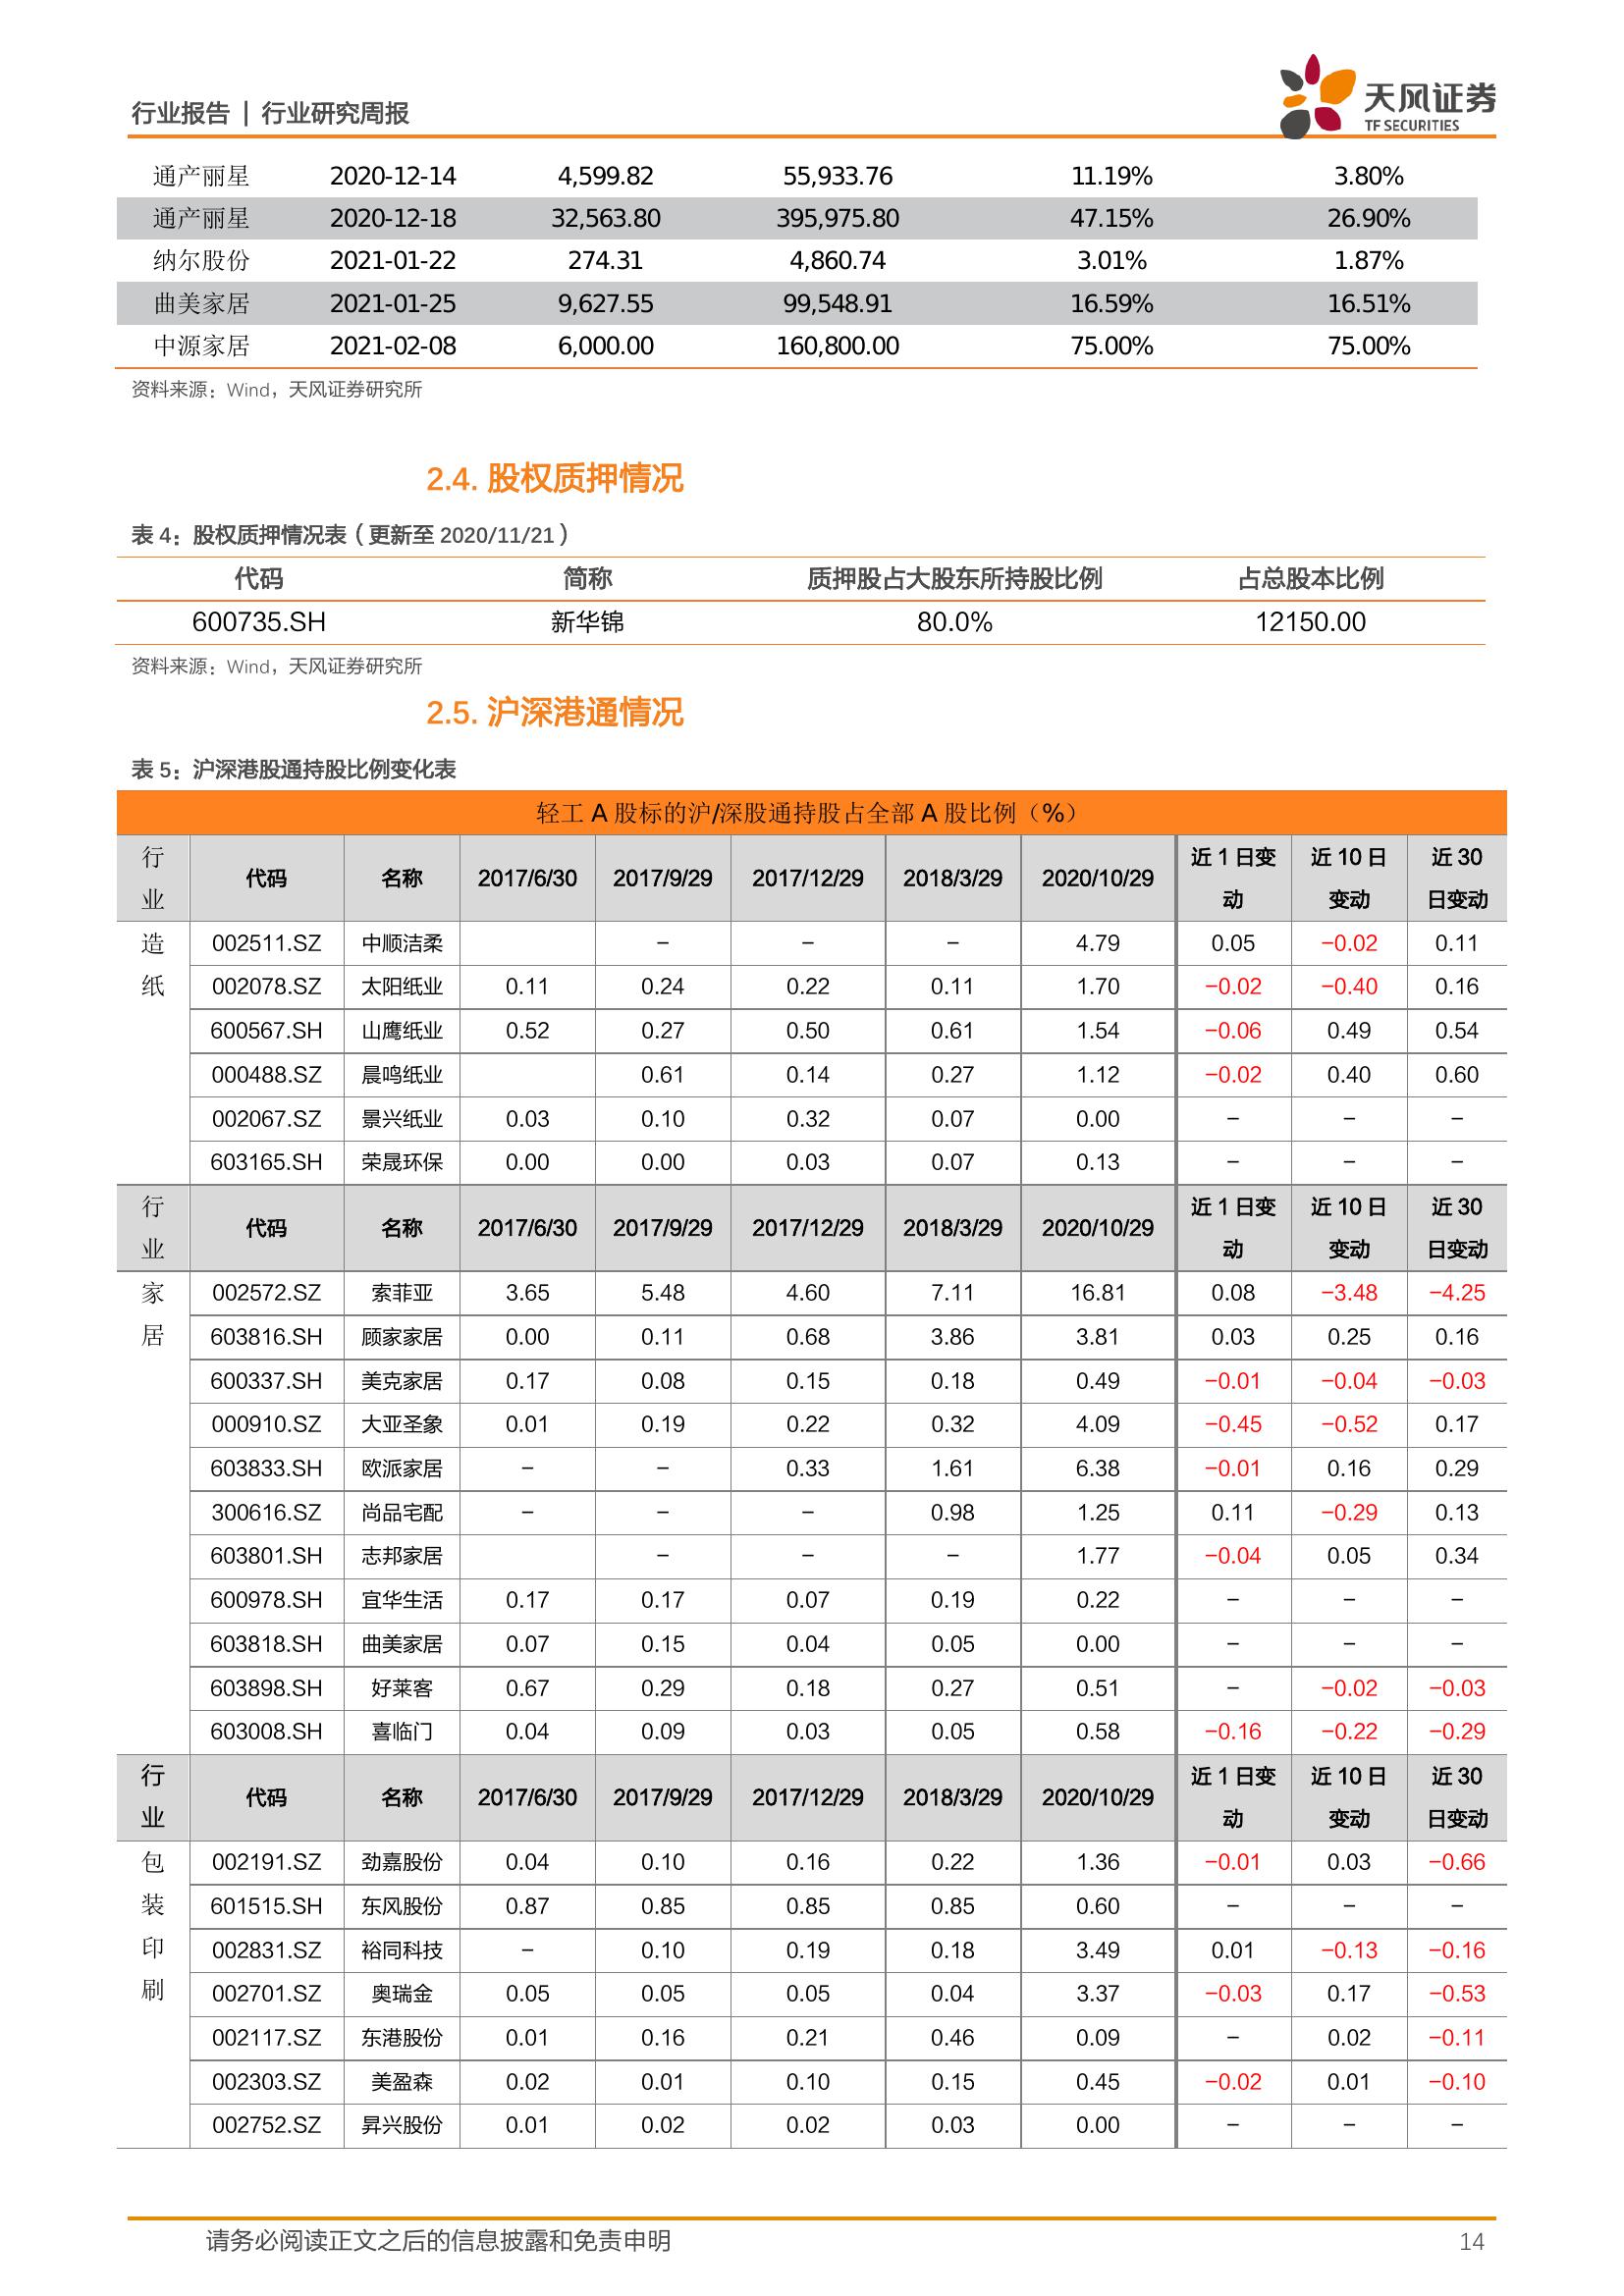 行业报告 | 行业研究周报
天风证券
TF SECURITIES
通产丽星 2020-12-14 4,599.82 55,933.76 11.19% 3.80%
通产丽星 2020-12-18 32,563.80 395,975.80 47.15% 26.90%
纳尔股份 2021-01-22 274.31 4,860.74 3.01% 1.87%
曲美家居 2021-01-25 9,627.55 99,548.91 16.59% 16.51%
中源家居 2021-02-08 6,000.00 160,800.00 75.00% 75.00%
资料来源：Wind，天风证券研究所
2.4. 股权质押情况
表 4：股权质押情况表（更新至 2020/11/21）
代码 简称 质押股占大股东所持股比例 占总股本比例
600735.SH 新华锦 80.0% 12150.00
资料来源：Wind，天风证券研究所
2.5. 沪深港通情况
表 5：沪深港股通持股比例变化表
轻工 A 股标的沪/深股通持股占全部 A 股比例（%）
行业 代码 名称 2017/6/30 2017/9/29 2017/12/29 2018/3/29 2020/10/29 近 1 日变动 近 10 日变动 近 30 日变动
造纸 002511.SZ 中顺洁柔 – – – 4.79 0.05 −0.02 0.11
002078.SZ 太阳纸业 0.11 0.24 0.22 0.11 1.70 −0.02 −0.40 0.16
600567.SH 山鹰纸业 0.52 0.27 0.50 0.61 1.54 −0.06 0.49 0.54
000488.SZ 晨鸣纸业 0.61 0.14 0.27 1.12 −0.02 0.40 0.60
002067.SZ 景兴纸业 0.03 0.10 0.32 0.07 0.00 – – –
603165.SH 荣晟环保 0.00 0.00 0.03 0.07 0.13 – – –
行业 代码 名称 2017/6/30 2017/9/29 2017/12/29 2018/3/29 2020/10/29 近 1 日变动 近 10 日变动 近 30 日变动
家居 002572.SZ 索菲亚 3.65 5.48 4.60 7.11 16.81 0.08 −3.48 −4.25
603816.SH 顾家家居 0.00 0.11 0.68 3.86 3.81 0.03 0.25 0.16
600337.SH 美克家居 0.17 0.08 0.15 0.18 0.49 −0.01 −0.04 −0.03
000910.SZ 大亚圣象 0.01 0.19 0.22 0.32 4.09 −0.45 −0.52 0.17
603833.SH 欧派家居 – – 0.33 1.61 6.38 −0.01 0.16 0.29
300616.SZ 尚品宅配 – – – 0.98 1.25 0.11 −0.29 0.13
603801.SH 志邦家居 – – – 1.77 −0.04 0.05 0.34
600978.SH 宜华生活 0.17 0.17 0.07 0.19 0.22 – – –
603818.SH 曲美家居 0.07 0.15 0.04 0.05 0.00 – – –
603898.SH 好莱客 0.67 0.29 0.18 0.27 0.51 – −0.02 −0.03
603008.SH 喜临门 0.04 0.09 0.03 0.05 0.58 −0.16 −0.22 −0.29
行业 代码 名称 2017/6/30 2017/9/29 2017/12/29 2018/3/29 2020/10/29 近 1 日变动 近 10 日变动 近 30 日变动
包装印刷 002191.SZ 劲嘉股份 0.04 0.10 0.16 0.22 1.36 −0.01 0.03 −0.66
601515.SH 东风股份 0.87 0.85 0.85 0.85 0.60 – – –
002831.SZ 裕同科技 – 0.10 0.19 0.18 3.49 0.01 −0.13 −0.16
002701.SZ 奥瑞金 0.05 0.05 0.05 0.04 3.37 −0.03 0.17 −0.53
002117.SZ 东港股份 0.01 0.16 0.21 0.46 0.09 – 0.02 −0.11
002303.SZ 美盈森 0.02 0.01 0.10 0.15 0.45 −0.02 0.01 −0.10
002752.SZ 昇兴股份 0.01 0.02 0.02 0.03 0.00 – – –
请务必阅读正文之后的信息披露和免责申明 14